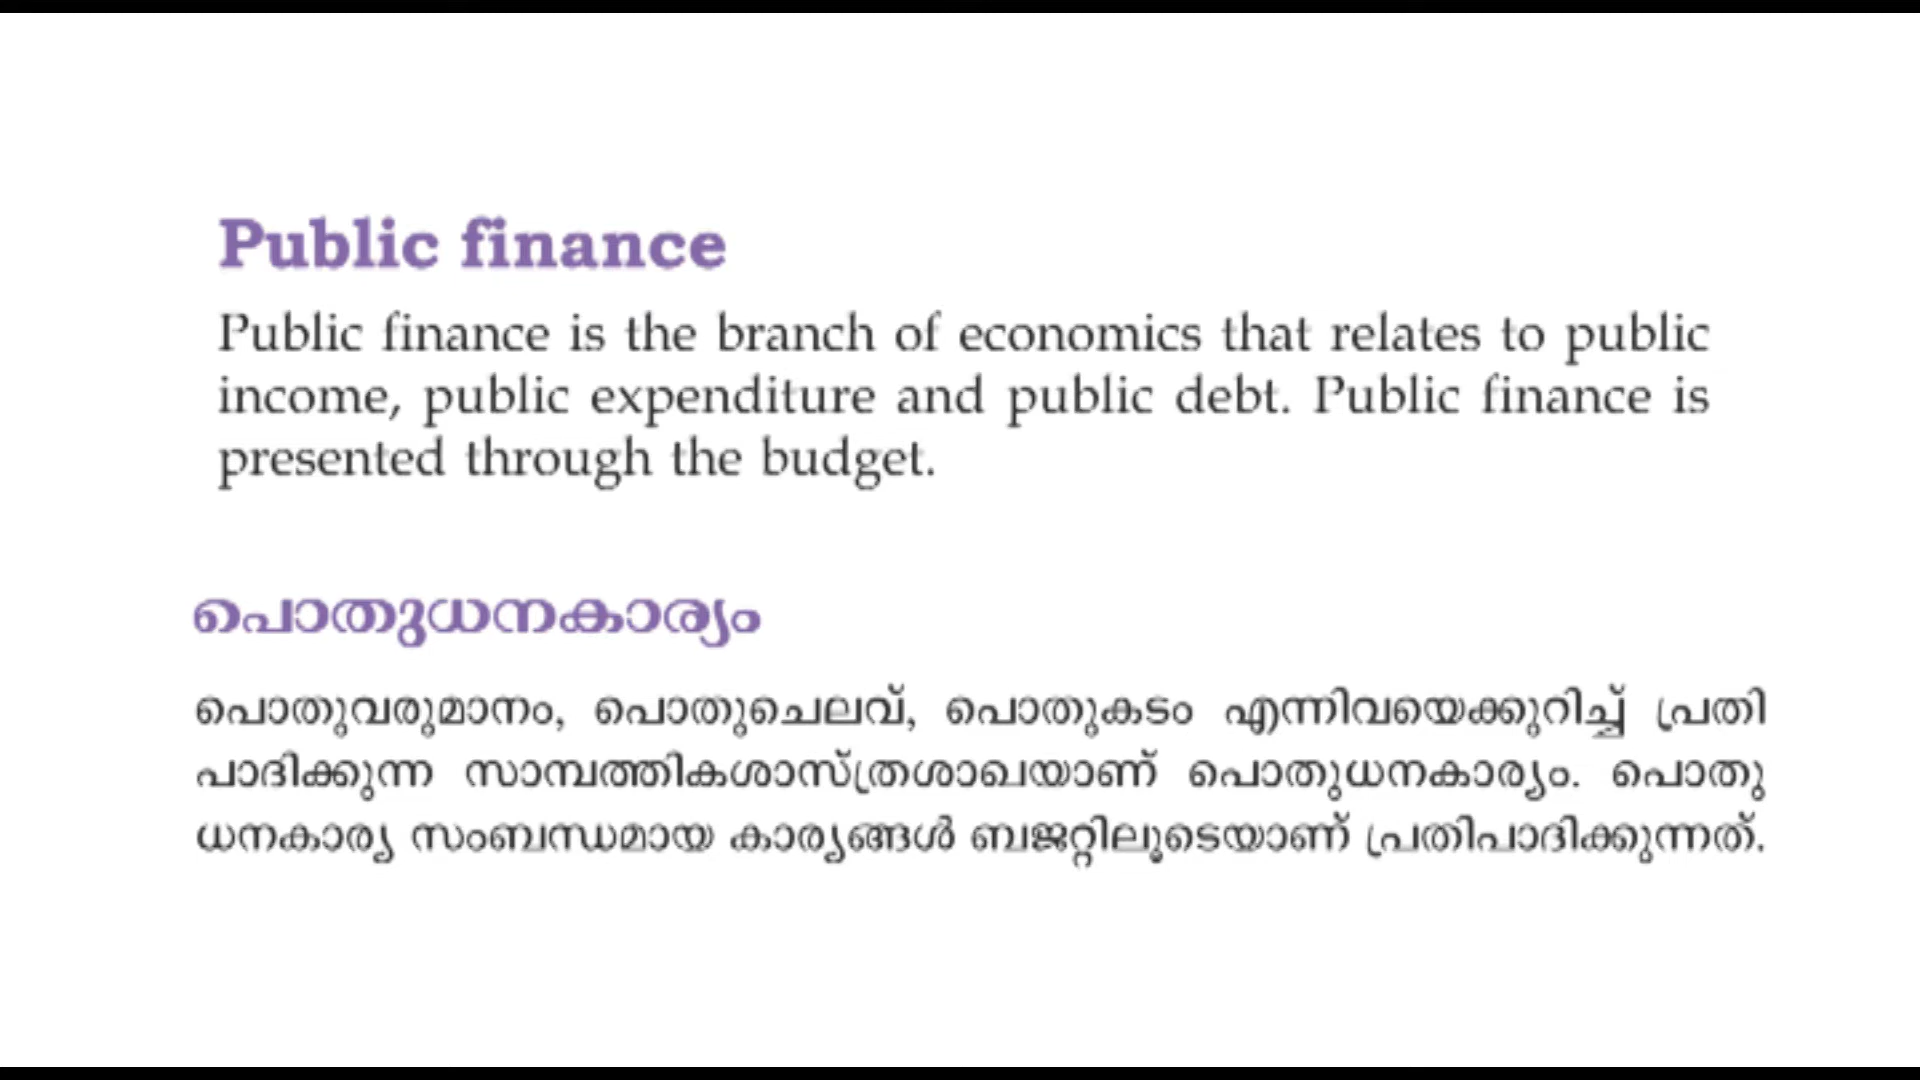 Public finance
Public finance is the branch of economics that relates to public
income, public expenditure and public debt. Public finance is
presented through the budget.
പൊതുധനകാര്യം
പൊതുവരുമാനം, പൊതുചെലവ്, പൊതുകടം എന്നിവയെക്കുറിച്ച് പ്രതി
പാദിക്കുന്ന സാമ്പത്തികശാസ്ത്രശാഖയാണ് പൊതുധനകാര്യം. പൊതു
ധനകാര്യ സംബന്ധമായ കാര്യങ്ങൾ ബജറ്റിലൂടെയാണ് പ്രതിപാദിക്കുന്നത്.